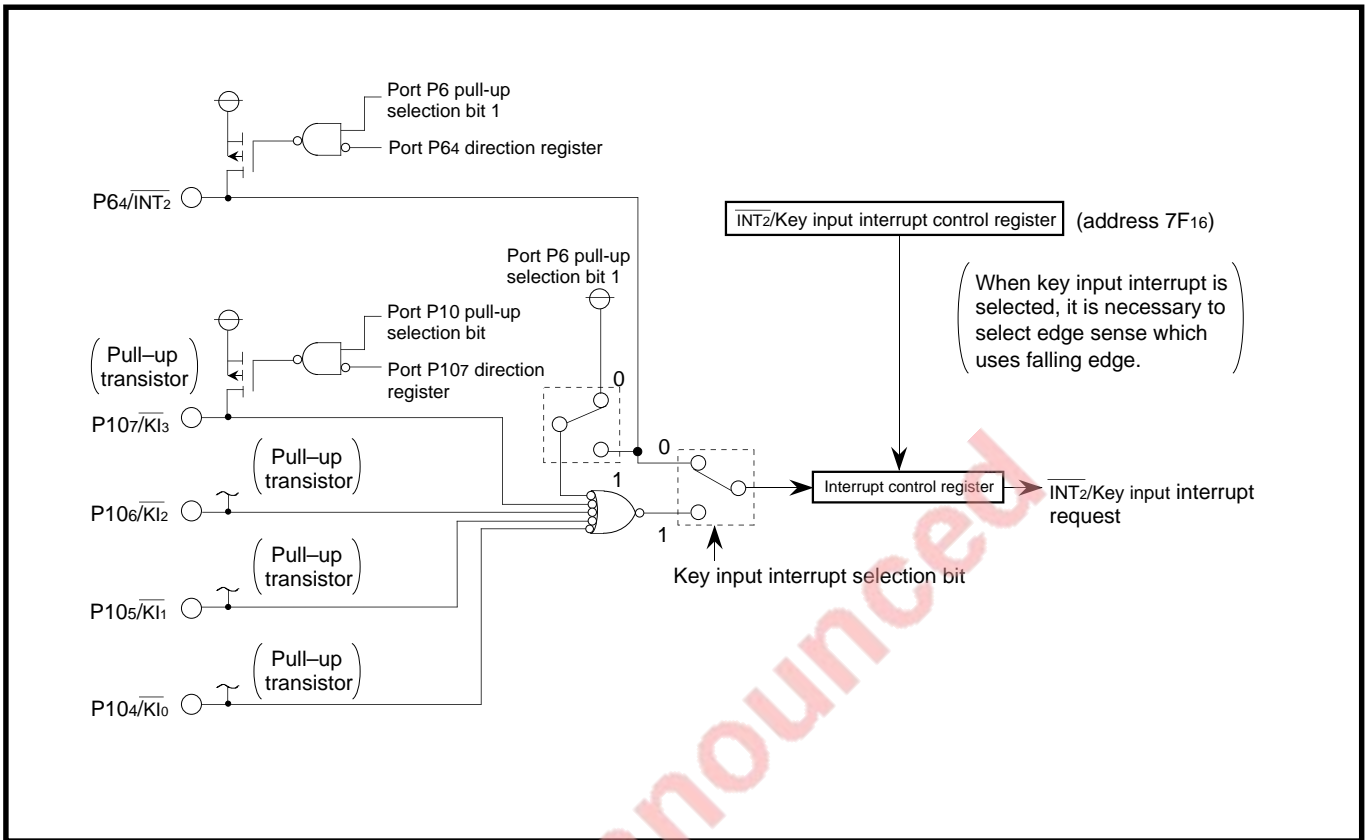 Port P6 pull-up
selection bit 1
Port P64 direction register
P64/INT2
INT2/Key input interrupt control register (address 7F16)
Port P6 pull-up
selection bit 1
When key input interrupt is
selected, it is necessary to
select edge sense which
uses falling edge.
Port P10 pull-up
selection bit
Port P107 direction
register
Pull–up
transistor
P107/KI3
0
1
0
1
Interrupt control register
INT2/Key input interrupt
request
Key input interrupt selection bit
Pull–up
transistor
P106/KI2
Pull–up
transistor
P105/KI1
Pull–up
transistor
P104/KI0